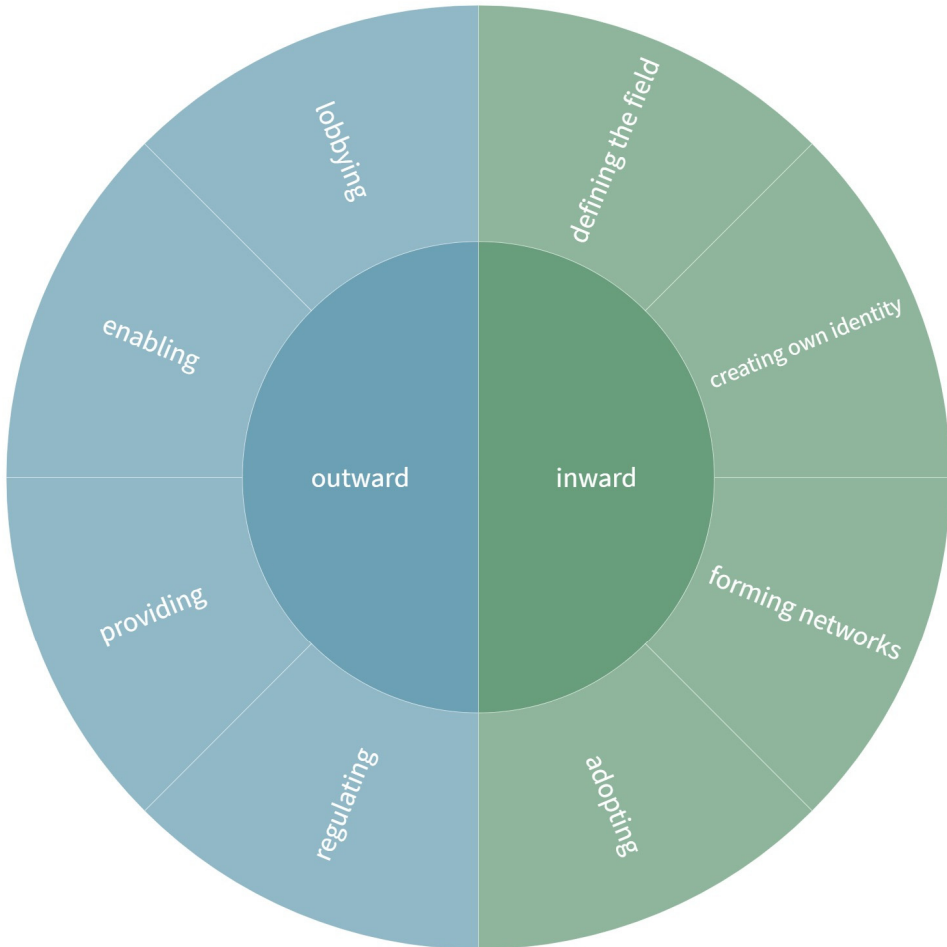 lobbying
defining the field
enabling
creating own identity
outward
inward
providing
forming networks
regulating
adopting